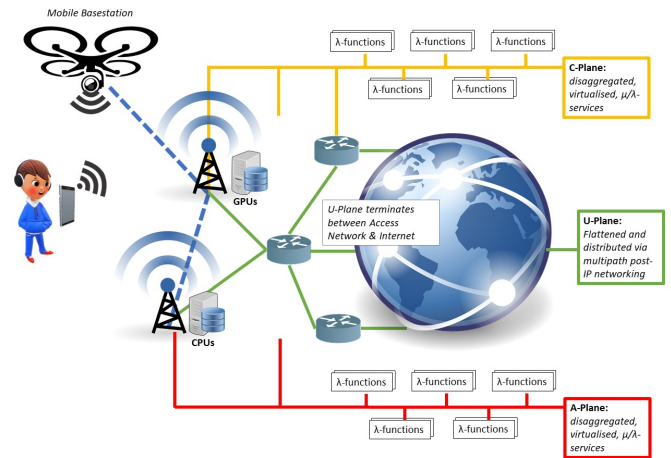 Mobile Basestation
λ-functions
λ-functions
λ-functions
λ-functions
λ-functions
C-Plane:
disaggregated,
virtualised, μ/λ-
services
GPUs
U-Plane terminates
between Access
Network & Internet
U-Plane:
Flattened and
distributed via
multipath post-
IP networking
CPUs
λ-functions
λ-functions
λ-functions
λ-functions
λ-functions
A-Plane:
disaggregated,
virtualised, μ/λ-
services